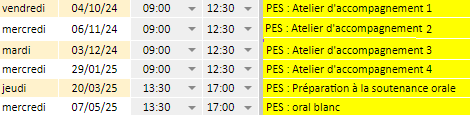 vendredi 04/10/24 09:00 12:30 PES : Atelier d'accompagnement 1
mercredi 06/11/24 09:00 12:30 PES : Atelier d'accompagnement 2
mardi 03/12/24 09:00 12:30 PES : Atelier d'accompagnement 3
mercredi 29/01/25 09:00 12:30 PES : Atelier d'accompagnement 4
jeudi 20/03/25 13:30 17:00 PES : Préparation à la soutenance orale
mercredi 07/05/25 13:30 17:00 PES : oral blanc